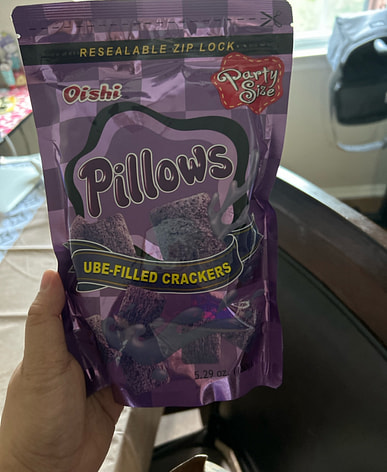 RESEALABLE ZIP LOCK
Oishi
Party
Size
Pillows
UBE-FILLED CRACKERS
5.29 oz.